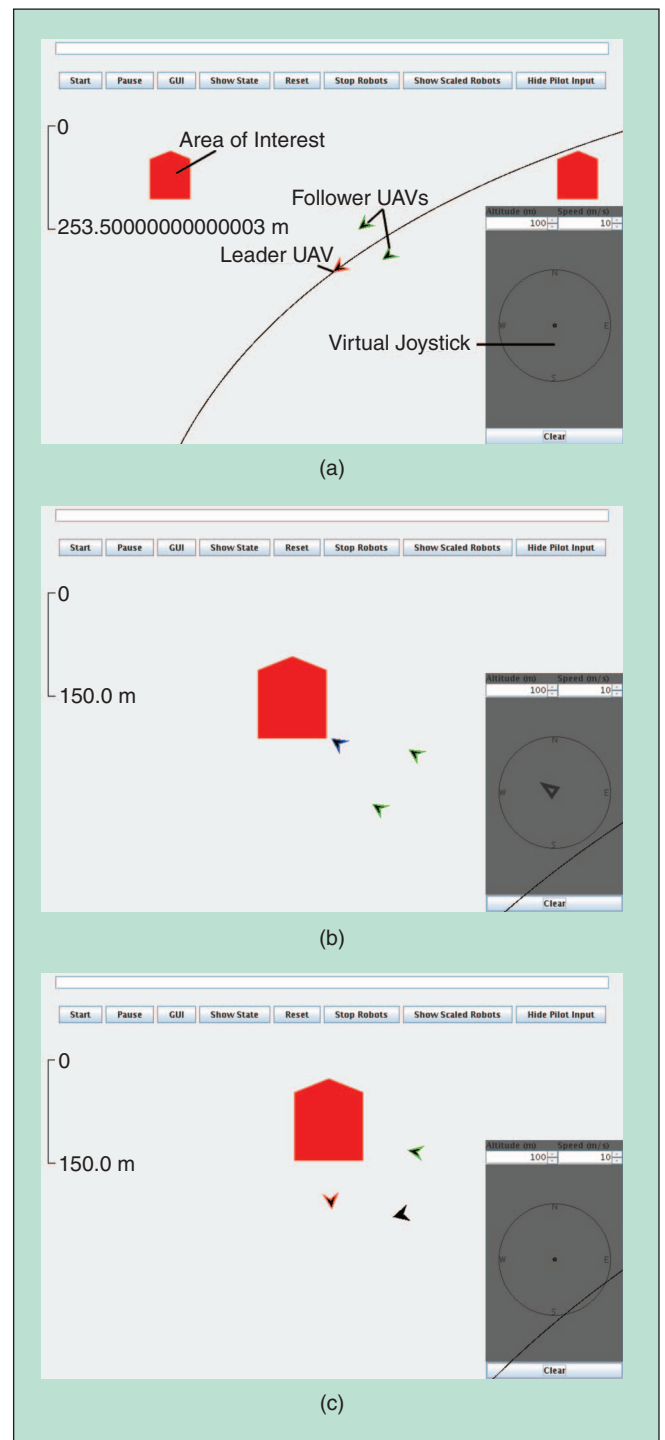 Start Pause GUI Show State Reset Stop Robots Show Scaled Robots Hide Pilot Input
0
Area of Interest
Follower UAVs
253.50000000000003 m
Leader UAV
Altitude (m) Speed (m/s)
100 10
N
W E
Virtual Joystick
S
Clear
(a)
Start Pause GUI Show State Reset Stop Robots Show Scaled Robots Hide Pilot Input
0
150.0 m
Altitude (m) Speed (m/s)
100 10
N
W E
S
Clear
(b)
Start Pause GUI Show State Reset Stop Robots Show Scaled Robots Hide Pilot Input
0
150.0 m
Altitude (m) Speed (m/s)
100 10
N
W E
S
Clear
(c)